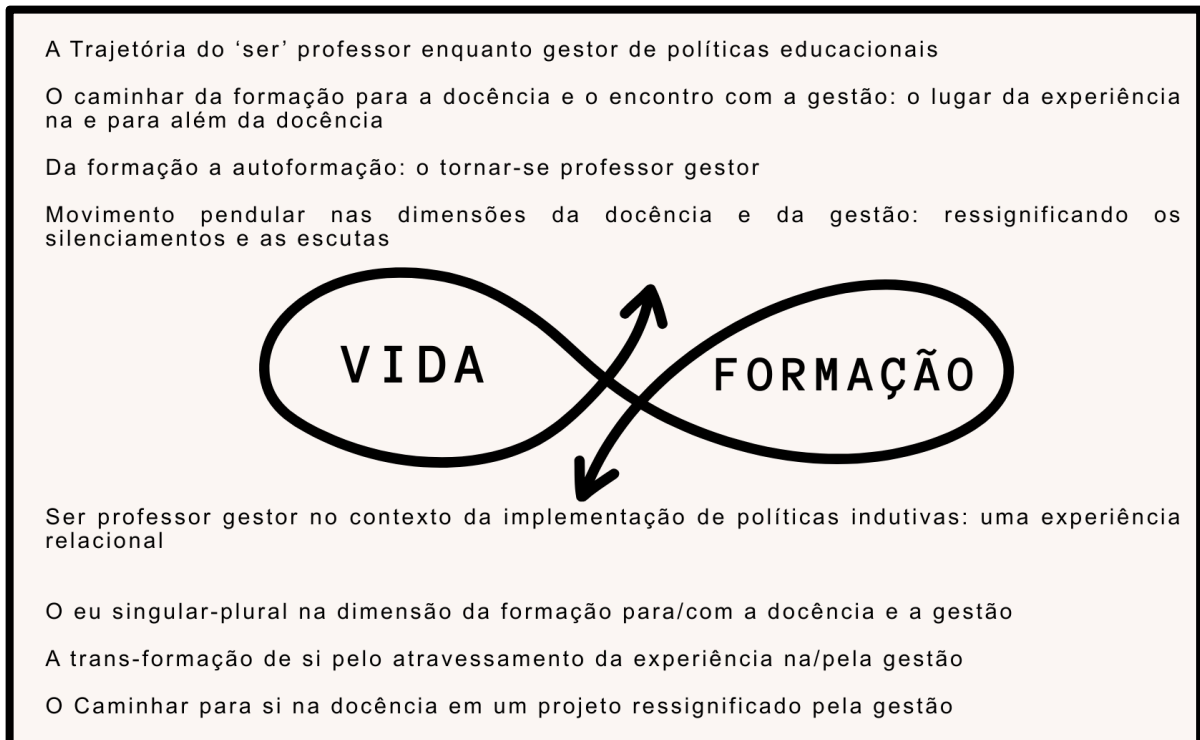 A Trajetória do ‘ser’ professor enquanto gestor de políticas educacionais
O caminhar da formação para a docência e o encontro com a gestão: o lugar da experiência
na e para além da docência
Da formação a autoformação: o tornar-se professor gestor
Movimento pendular nas dimensões da docência e da gestão: ressignificando os
silenciamentos e as escutas
VIDA
FORMAÇÃO
Ser professor gestor no contexto da implementação de políticas indutivas: uma experiência
relacional
O eu singular-plural na dimensão da formação para/com a docência e a gestão
A trans-formação de si pelo atravessamento da experiência na/pela gestão
O Caminhar para si na docência em um projeto ressignificado pela gestão